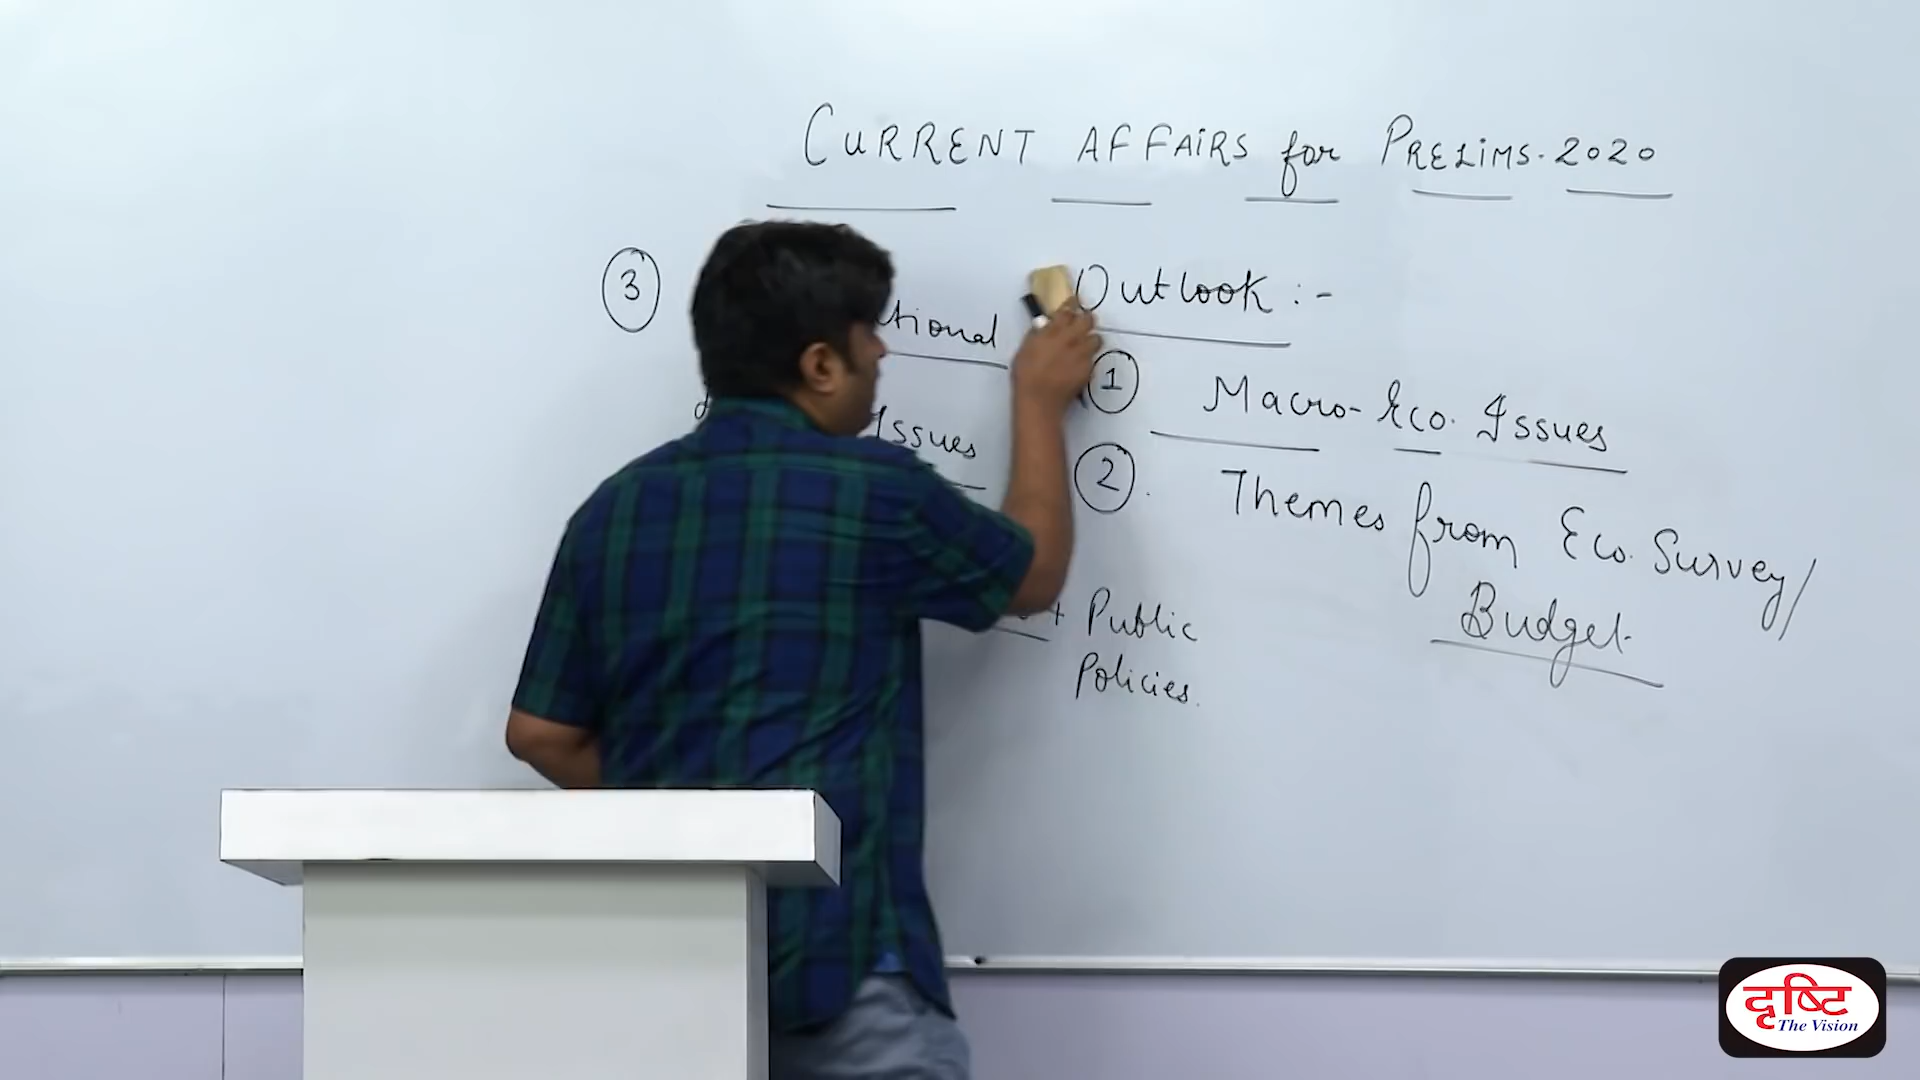 CURRENT AFFAIRS for PRELIMS.2020
Outlook :-
① Macro-Eco. Issues
② Themes from Eco. Survey/
Budget
③
Issues
+ Public
Policies.
दृष्टि
The Vision